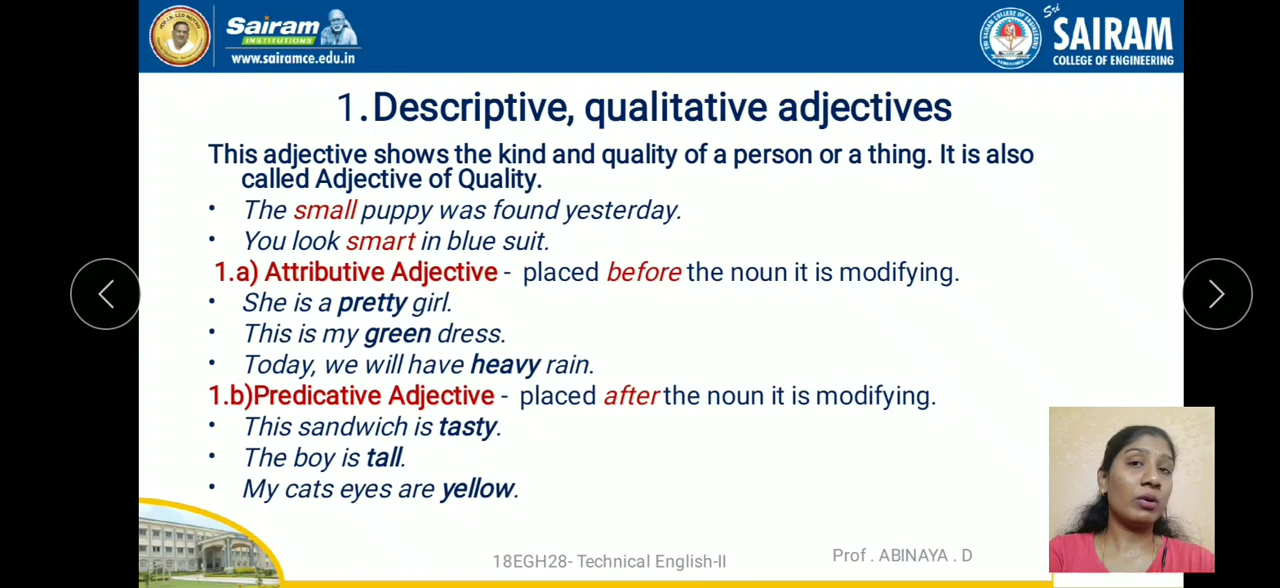 Sairam
INSTITUTIONS
www.sairamce.edu.in
Sri
SAIRAM
COLLEGE OF ENGINEERING
1.Descriptive, qualitative adjectives
This adjective shows the kind and quality of a person or a thing. It is also
called Adjective of Quality.
• The small puppy was found yesterday.
• You look smart in blue suit.
1.a) Attributive Adjective - placed before the noun it is modifying.
• She is a pretty girl.
• This is my green dress.
• Today, we will have heavy rain.
1.b)Predicative Adjective - placed after the noun it is modifying.
• This sandwich is tasty.
• The boy is tall.
• My cats eyes are yellow.
18EGH28- Technical English-II
Prof . ABINAYA . D